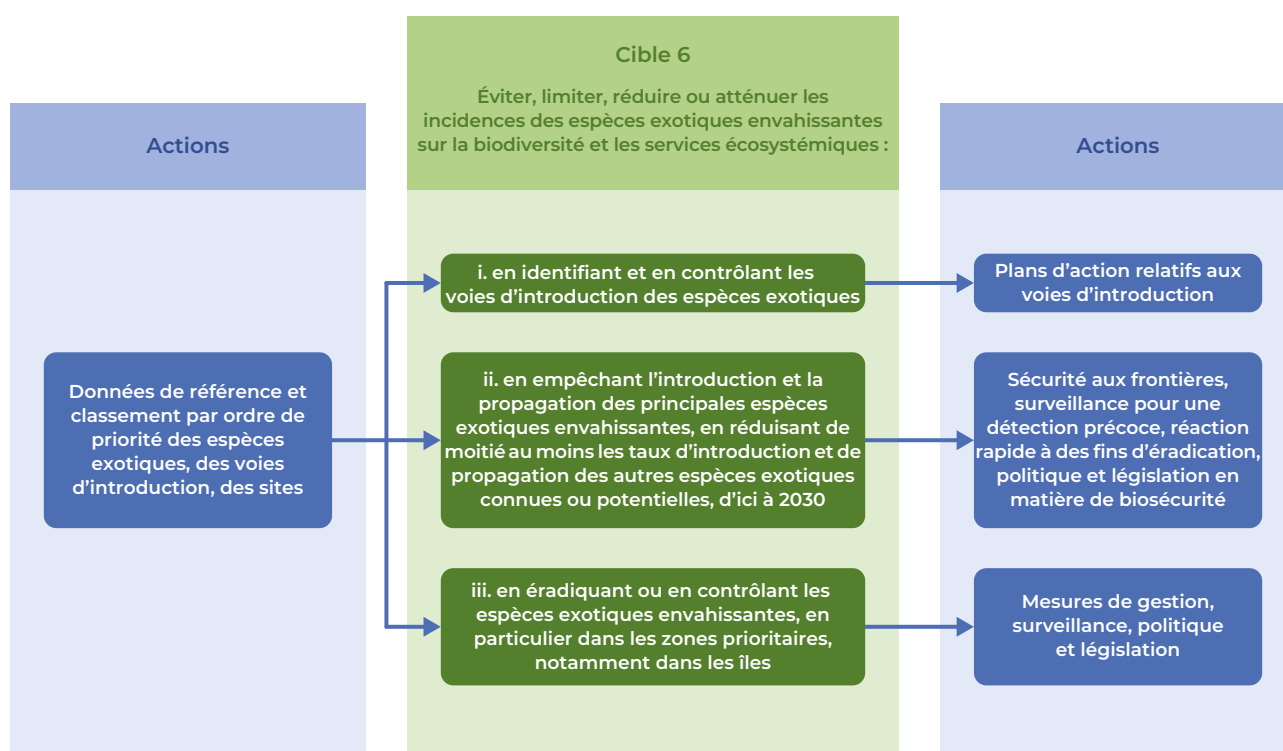 Cible 6
Éviter, limiter, réduire ou atténuer les
incidences des espèces exotiques envahissantes
sur la biodiversité et les services écosystémiques :
Actions
Données de référence et
classement par ordre de
priorité des espèces
exotiques, des voies
d’introduction, des sites
i. en identifiant et en contrôlant les
voies d’introduction des espèces exotiques
ii. en empêchant l’introduction et la
propagation des principales espèces
exotiques envahissantes, en réduisant de
moitié au moins les taux d’introduction et de
propagation des autres espèces exotiques
connues ou potentielles, d’ici à 2030
iii. en éradiquant ou en contrôlant les
espèces exotiques envahissantes, en
particulier dans les zones prioritaires,
notamment dans les îles
Actions
Plans d’action relatifs aux
voies d’introduction
Sécurité aux frontières,
surveillance pour une
détection précoce, réaction
rapide à des fins d’éradication,
politique et législation en
matière de biosécurité
Mesures de gestion,
surveillance, politique
et législation